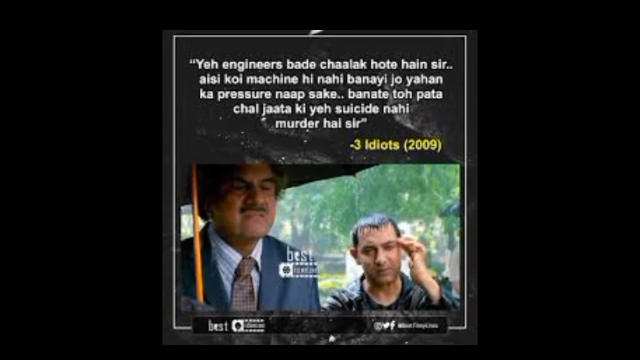 “Yeh engineers bade chaalak hote hain sir..
aisi koi machine hi nahi banayi jo yahan
ka pressure naap sake.. banate toh pata
chal jaata ki yeh suicide nahi
murder hai sir”
-3 Idiots (2009)
best
best